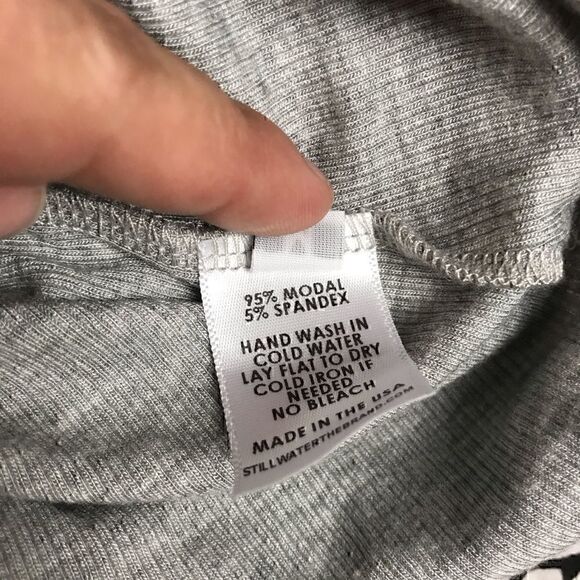 95% MODAL
5% SPANDEX
HAND WASH IN
COLD WATER
LAY FLAT TO DRY
COLD IRON IF
NEEDED
NO BLEACH
MADE IN THE USA
STILLWATERTHEBRAND.COM